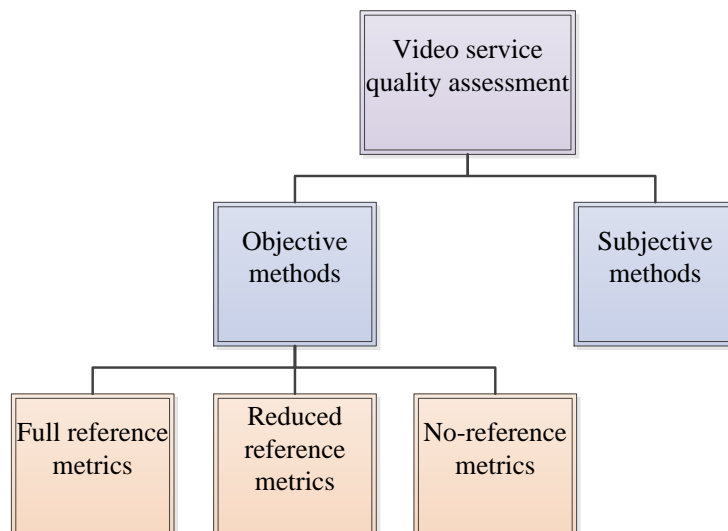 Video service
quality assessment
Objective
methods
Subjective
methods
Full reference
metrics
Reduced
reference
metrics
No-reference
metrics